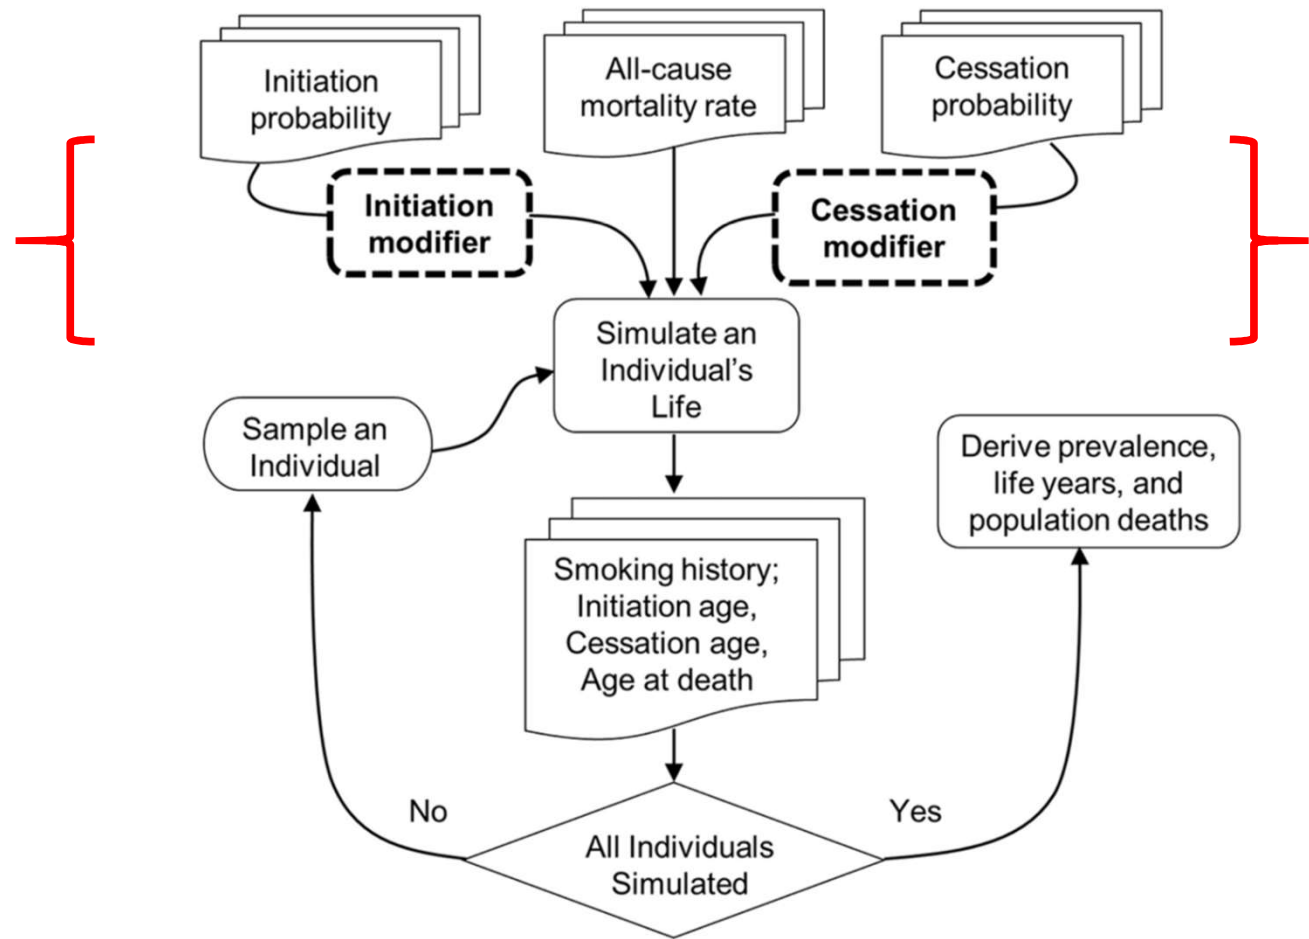 Initiation
probability
All-cause
mortality rate
Cessation
probability
Initiation
modifier
Cessation
modifier
Simulate an
Individual’s
Life
Sample an
Individual
Derive prevalence,
life years, and
population deaths
Smoking history;
Initiation age,
Cessation age,
Age at death
No
Yes
All Individuals
Simulated